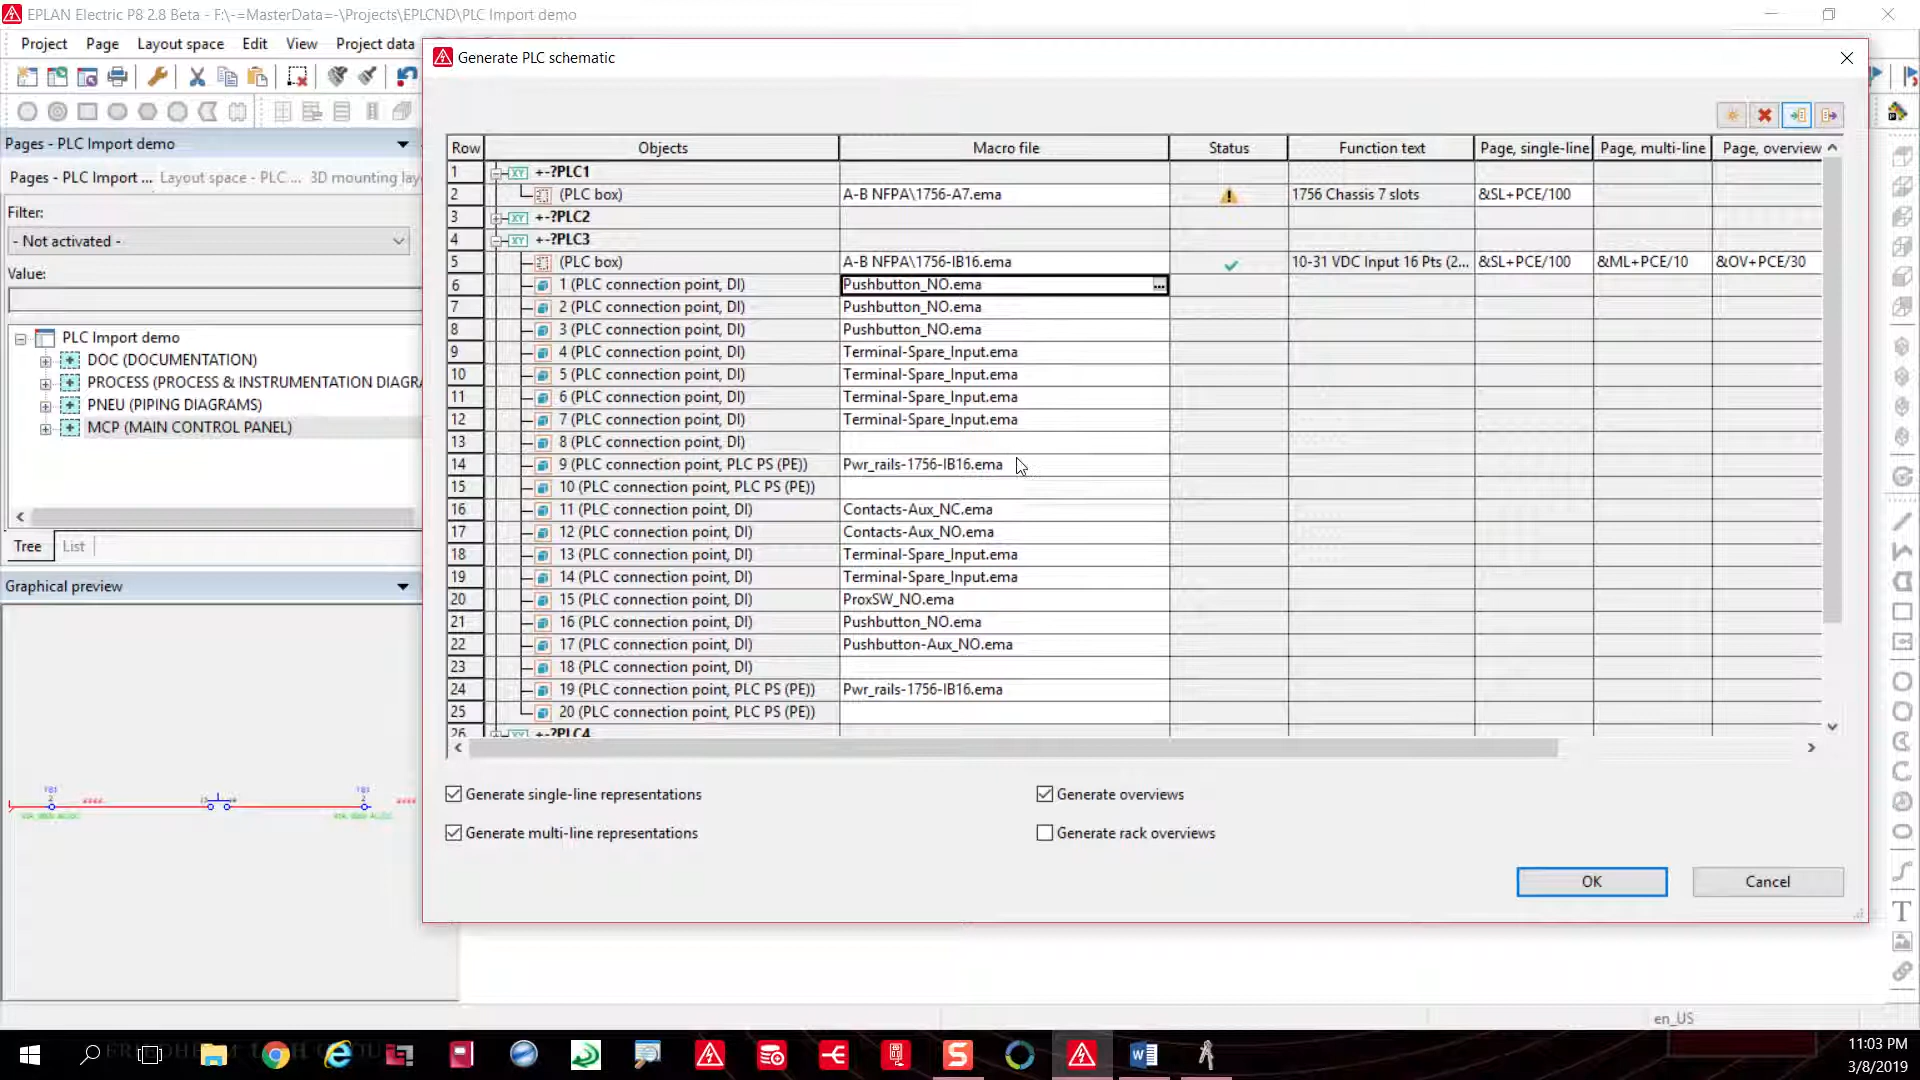 EPLAN Electric P8 2.8 Beta - F:\-=MasterData=-\Projects\EPLCND\PLC Import demo
Project Page Layout space Edit View Project data
Generate PLC schematic
Pages - PLC Import demo
Pages - PLC Import ... Layout space - PLC ... 3D mounting lay
Filter:
- Not activated -
Value:
PLC Import demo
DOC (DOCUMENTATION)
PROCESS (PROCESS & INSTRUMENTATION DIAGRA
PNEU (PIPING DIAGRAMS)
MCP (MAIN CONTROL PANEL)
Tree List
Graphical preview
Row Objects Macro file Status Function text Page, single-line Page, multi-line Page, overview
1 +-?PLC1
2 (PLC box) A-B NFPA\1756-A7.ema 1756 Chassis 7 slots &SL+PCE/100
3 +-?PLC2
4 +-?PLC3
5 (PLC box) A-B NFPA\1756-IB16.ema 10-31 VDC Input 16 Pts (2... &SL+PCE/100 &ML+PCE/10 &OV+PCE/30
6 1 (PLC connection point, DI) Pushbutton_NO.ema ...
7 2 (PLC connection point, DI) Pushbutton_NO.ema
8 3 (PLC connection point, DI) Pushbutton_NO.ema
9 4 (PLC connection point, DI) Terminal-Spare_Input.ema
10 5 (PLC connection point, DI) Terminal-Spare_Input.ema
11 6 (PLC connection point, DI) Terminal-Spare_Input.ema
12 7 (PLC connection point, DI) Terminal-Spare_Input.ema
13 8 (PLC connection point, DI)
14 9 (PLC connection point, PLC PS (PE)) Pwr_rails-1756-IB16.ema
15 10 (PLC connection point, PLC PS (PE))
16 11 (PLC connection point, DI) Contacts-Aux_NC.ema
17 12 (PLC connection point, DI) Contacts-Aux_NO.ema
18 13 (PLC connection point, DI) Terminal-Spare_Input.ema
19 14 (PLC connection point, DI) Terminal-Spare_Input.ema
20 15 (PLC connection point, DI) ProxSW_NO.ema
21 16 (PLC connection point, DI) Pushbutton_NO.ema
22 17 (PLC connection point, DI) Pushbutton-Aux_NO.ema
23 18 (PLC connection point, DI)
24 19 (PLC connection point, PLC PS (PE)) Pwr_rails-1756-IB16.ema
25 20 (PLC connection point, PLC PS (PE))
26 +-?PLC4
Generate single-line representations
Generate overviews
Generate multi-line representations
Generate rack overviews
OK Cancel
en_US
11:03 PM
3/8/2019